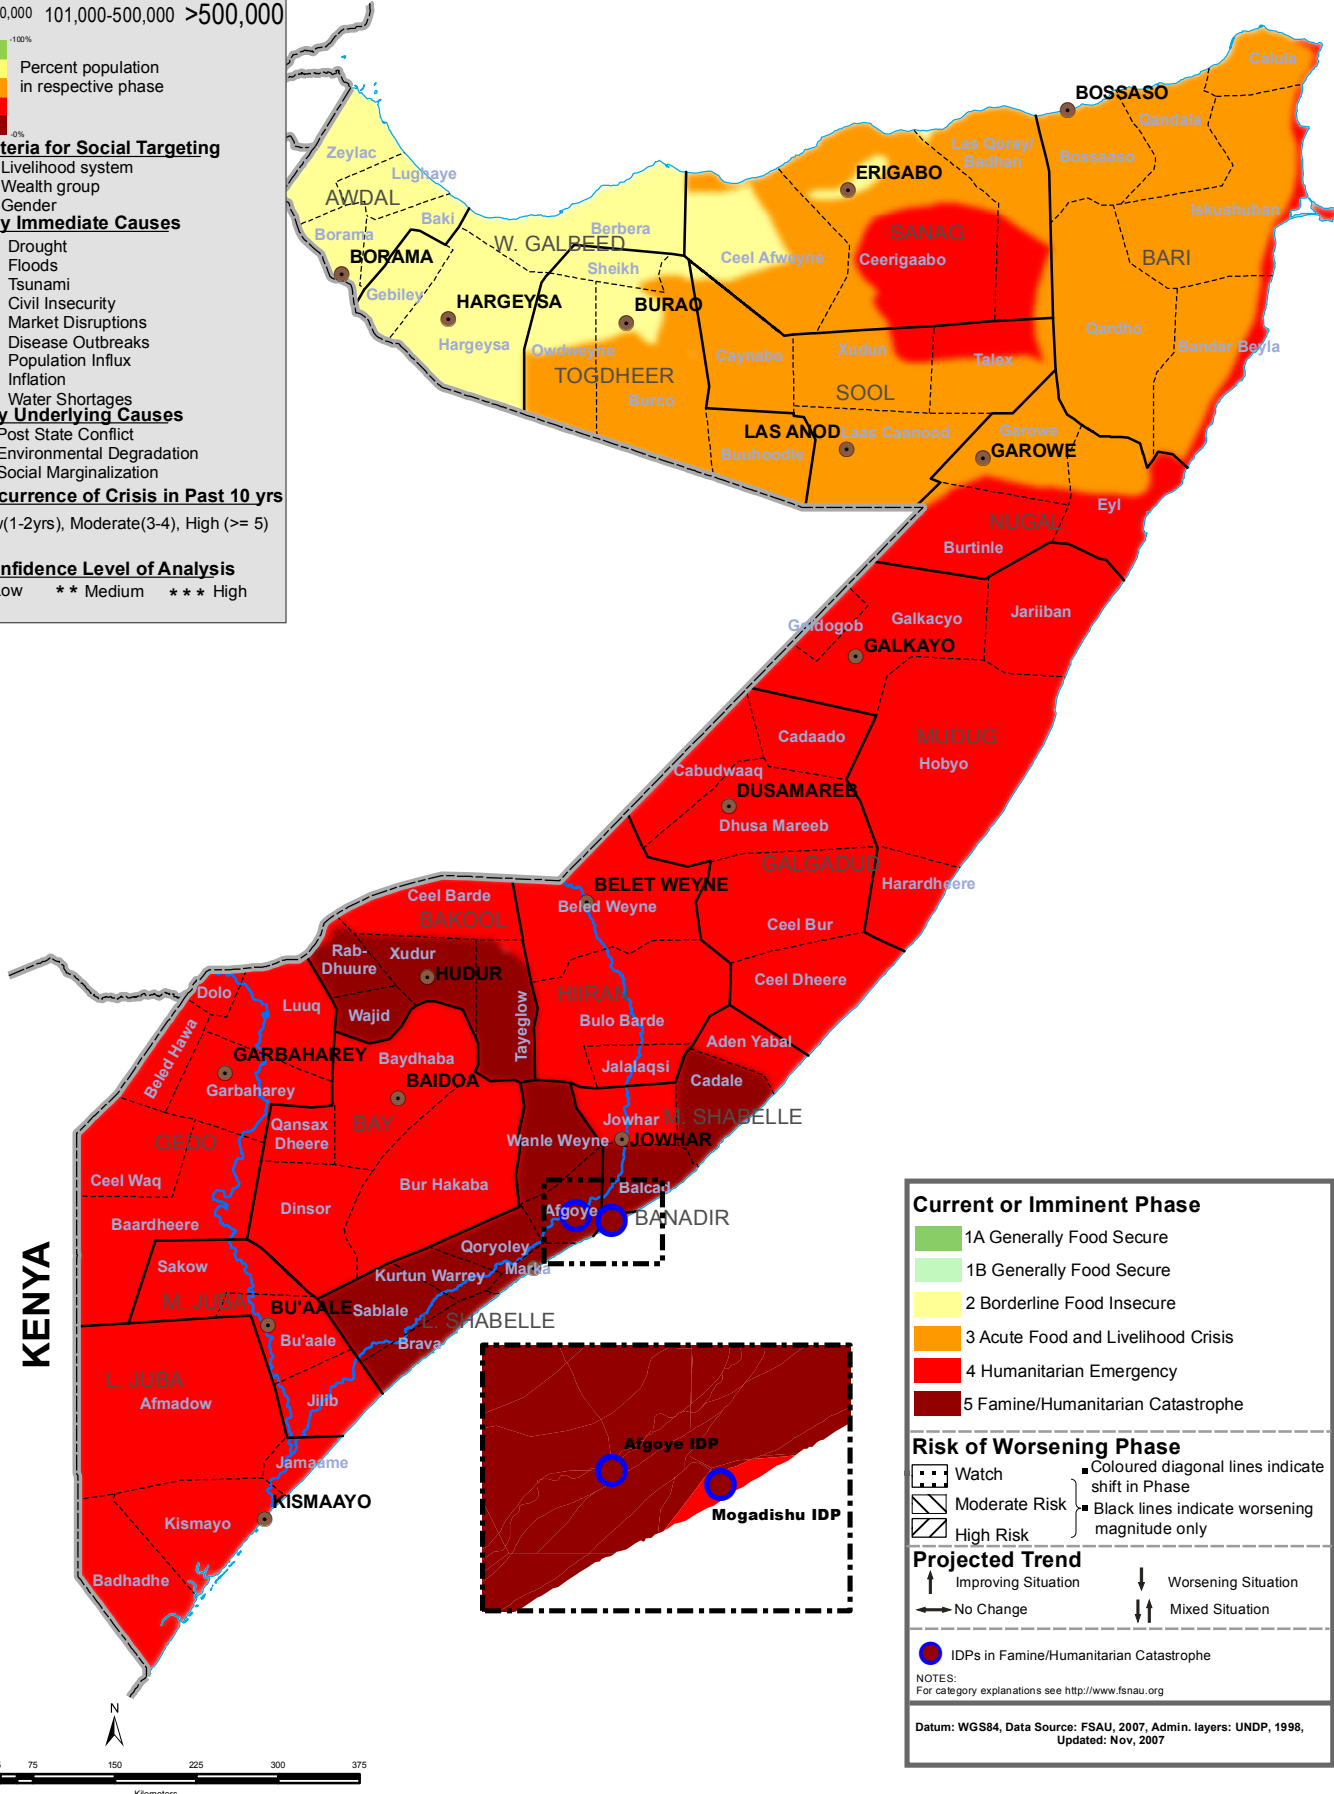 0,000 101,000-500,000 >500,000
-100%
Percent population
in respective phase
-0%
teria for Social Targeting
Livelihood system
Wealth group
Gender
y Immediate Causes
Drought
Floods
Tsunami
Civil Insecurity
Market Disruptions
Disease Outbreaks
Population Influx
Inflation
Water Shortages
y Underlying Causes
Post State Conflict
Environmental Degradation
Social Marginalization
currence of Crisis in Past 10 yrs
(1-2yrs), Moderate(3-4), High (>= 5)
nfidence Level of Analysis
ow ** Medium *** High
Calula
BOSSASO
Qandala
Las Qoray/
Badhan
Bossaaso
Zeylac
Lughaye
ERIGABO
AWDAL
Iskushuban
Baki
Berbera
Borama
W. GALBEED
SANAG
BORAMA
Ceel Afweyne
Ceerigaabo
BARI
Sheikh
Gebiley
HARGEYSA
BURAO
Qardho
Hargeysa
Owdweyne
Caynabo
Xudun
Talex
Bandar Beyla
TOGDHEER
SOOL
Burco
LAS ANOD
Laas Caanood
Garowe
Buuhoodle
GAROWE
Eyl
NUGAL
Burtinle
Jariiban
Galkacyo
Goldogob
GALKAYO
Cadaado
MUDUG
Hobyo
Cabudwaaq
DUSAMAREB
Dhusa Mareeb
GALGADUD
BELET WEYNE
Harardheere
Ceel Barde
Beled Weyne
BAKOOL
Ceel Bur
Rab-
Dhuure
Xudur
HUDUR
Ceel Dheere
Dolo
HIIRAN
Luuq
Wajid
Bulo Barde
Tayeglow
Beled Hawa
GARBAHAREY
Baydhaba
Aden Yabal
Jalalaqsi
BAIDOA
Cadale
Garbaharey
Qansax
Dheere
BAY
Jowhar
M. SHABELLE
GEDO
Wanle Weyne
JOWHAR
Ceel Waq
Bur Hakaba
Balcad
Dinsor
Afgoye
BANADIR
Baardheere
Qoryoley
Sakow
Kurtun Warrey
Marka
KENYA
M. JUBA
BU'AALE
Sablale
L. SHABELLE
Bu'aale
Brava
L. JUBA
Afmadow
Jilib
Jamaame
KISMAAYO
Kismayo
Badhadhe
Afgoye IDP
Mogadishu IDP
N
75 150 225 300 375
Kilometers
Current or Imminent Phase
1A Generally Food Secure
1B Generally Food Secure
2 Borderline Food Insecure
3 Acute Food and Livelihood Crisis
4 Humanitarian Emergency
5 Famine/Humanitarian Catastrophe
Risk of Worsening Phase
Watch
Moderate Risk
High Risk
Coloured diagonal lines indicate
shift in Phase
Black lines indicate worsening
magnitude only
Projected Trend
Improving Situation
Worsening Situation
No Change
Mixed Situation
IDPs in Famine/Humanitarian Catastrophe
NOTES:
For category explanations see http://www.fsnau.org
Datum: WGS84, Data Source: FSAU, 2007, Admin. layers: UNDP, 1998,
Updated: Nov, 2007